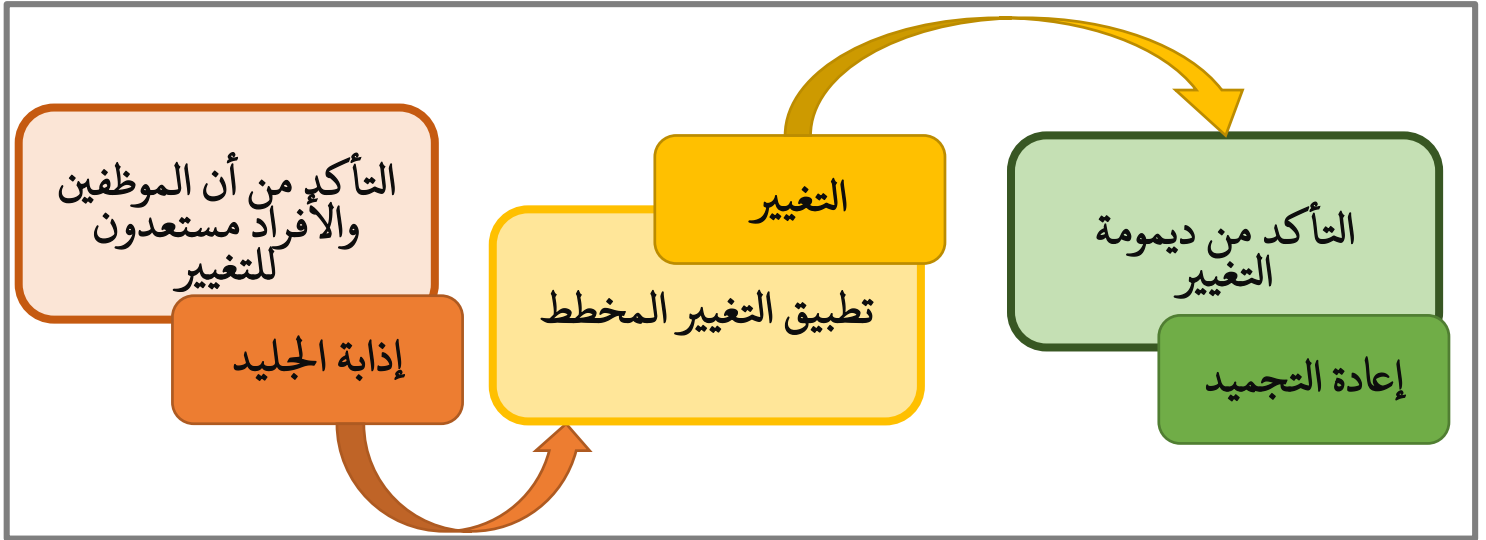 التأكد من أن الموظفين
والأفراد مستعدون
للتغيير
إذابة الجليد
التغيير
تطبيق التغيير المخطط
التأكد من ديمومة
التغيير
إعادة التجميد